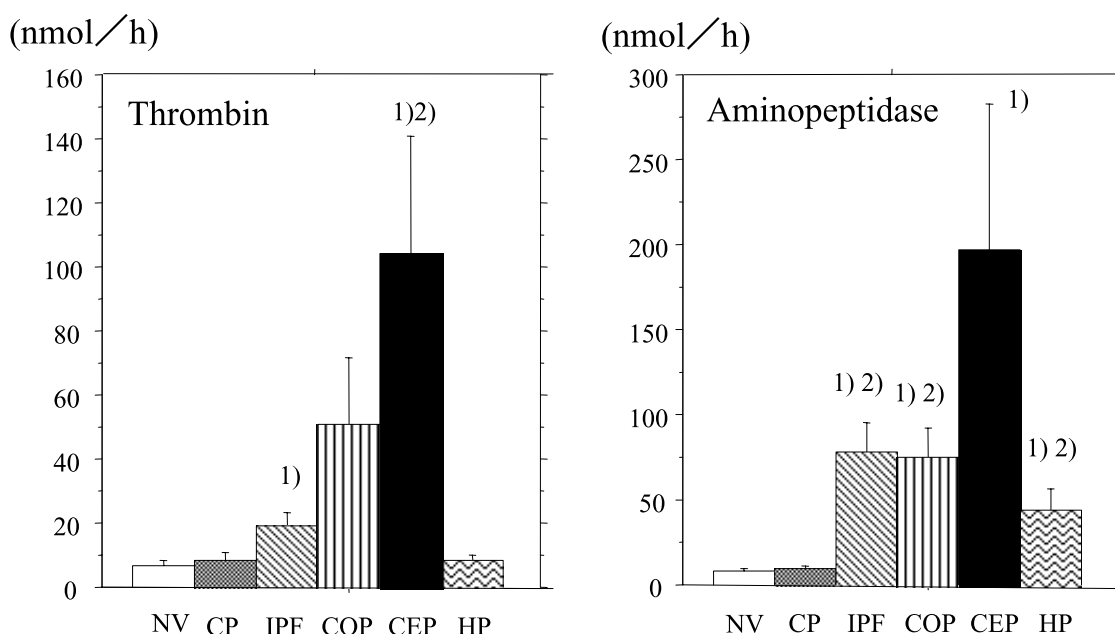 (nmol／h)
160
Thrombin
1)2)
140
120
100
80
60
40
1)
20
0
NV CP IPF COP CEP HP
(nmol／h)
300
Aminopeptidase
1)
250
200
150
1) 2) 1) 2)
100
1) 2)
50
0
NV CP IPF COP CEP HP